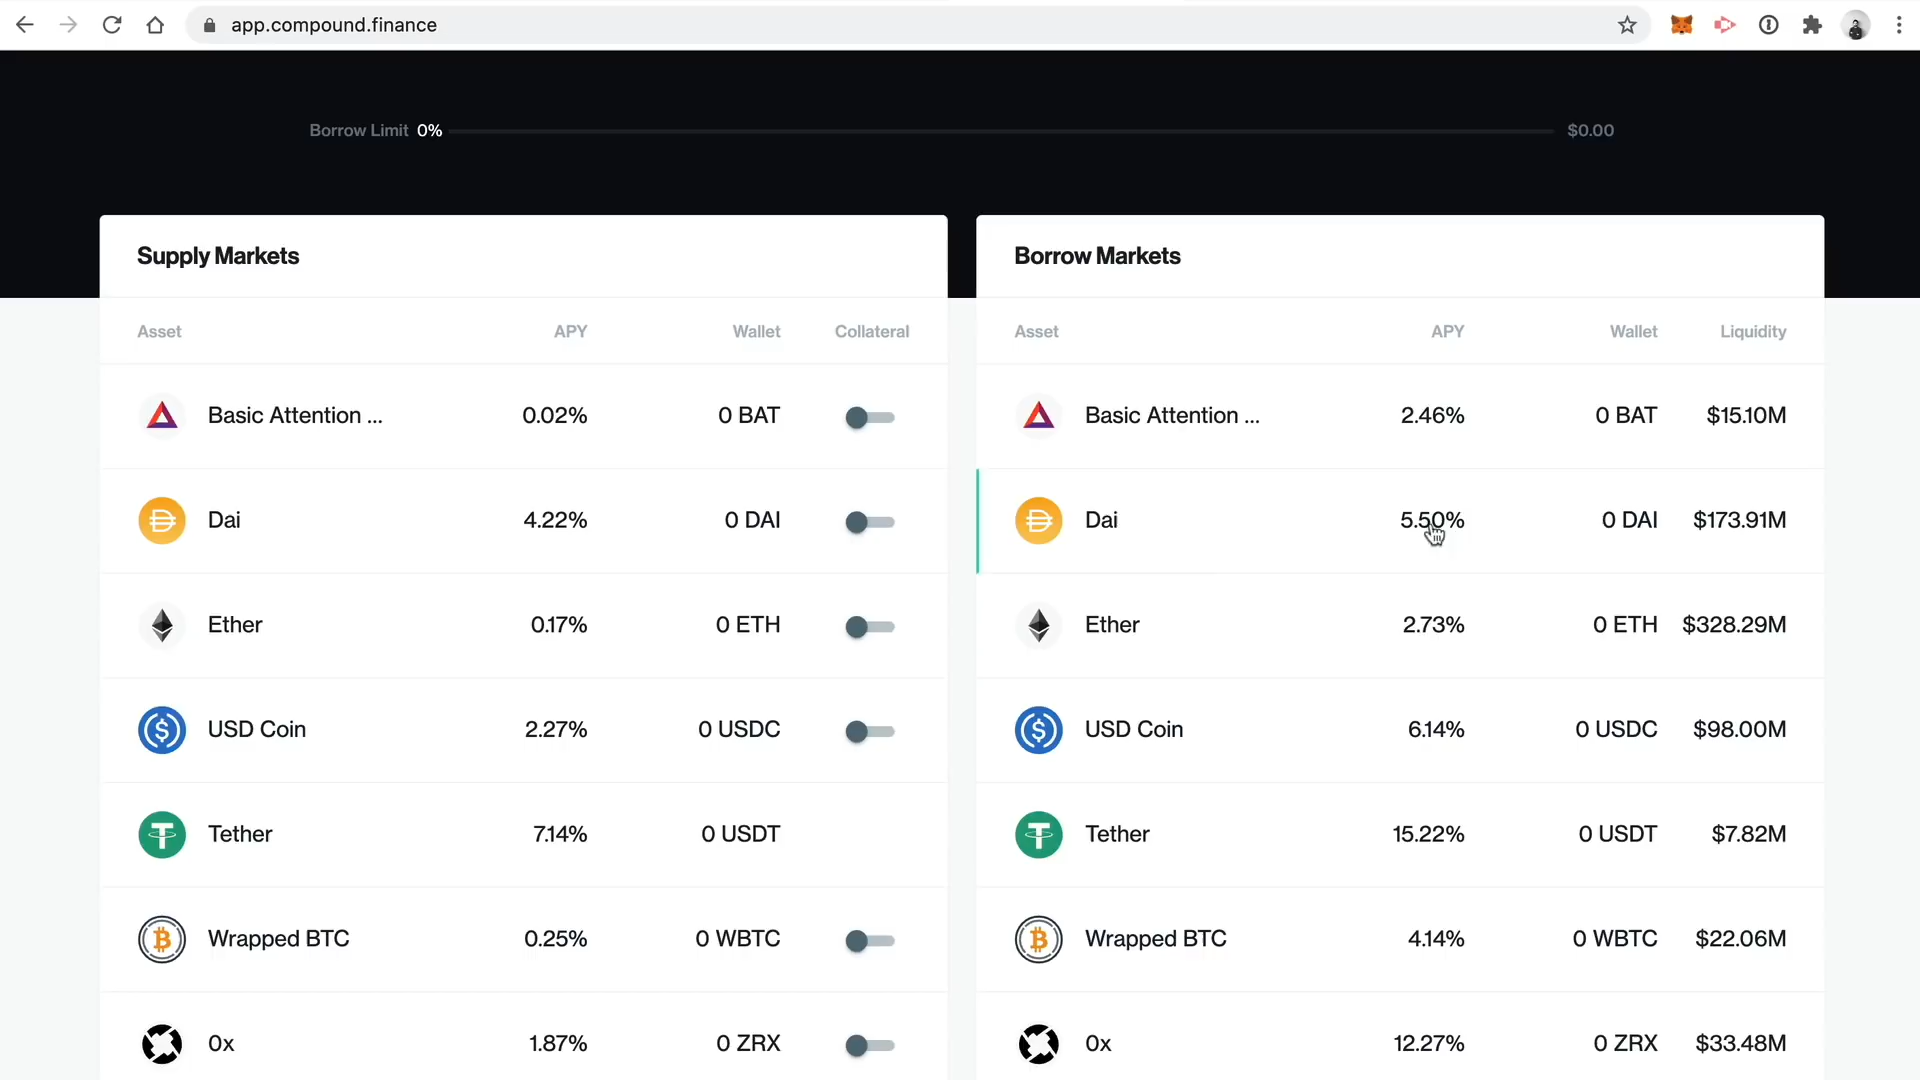 app.compound.finance
Borrow Limit 0% $0.00
Supply Markets
Asset APY Wallet Collateral
Basic Attention ... 0.02% 0 BAT
Dai 4.22% 0 DAI
Ether 0.17% 0 ETH
USD Coin 2.27% 0 USDC
Tether 7.14% 0 USDT
Wrapped BTC 0.25% 0 WBTC
0x 1.87% 0 ZRX
Borrow Markets
Asset APY Wallet Liquidity
Basic Attention ... 2.46% 0 BAT $15.10M
Dai 5.50% 0 DAI $173.91M
Ether 2.73% 0 ETH $328.29M
USD Coin 6.14% 0 USDC $98.00M
Tether 15.22% 0 USDT $7.82M
Wrapped BTC 4.14% 0 WBTC $22.06M
0x 12.27% 0 ZRX $33.48M